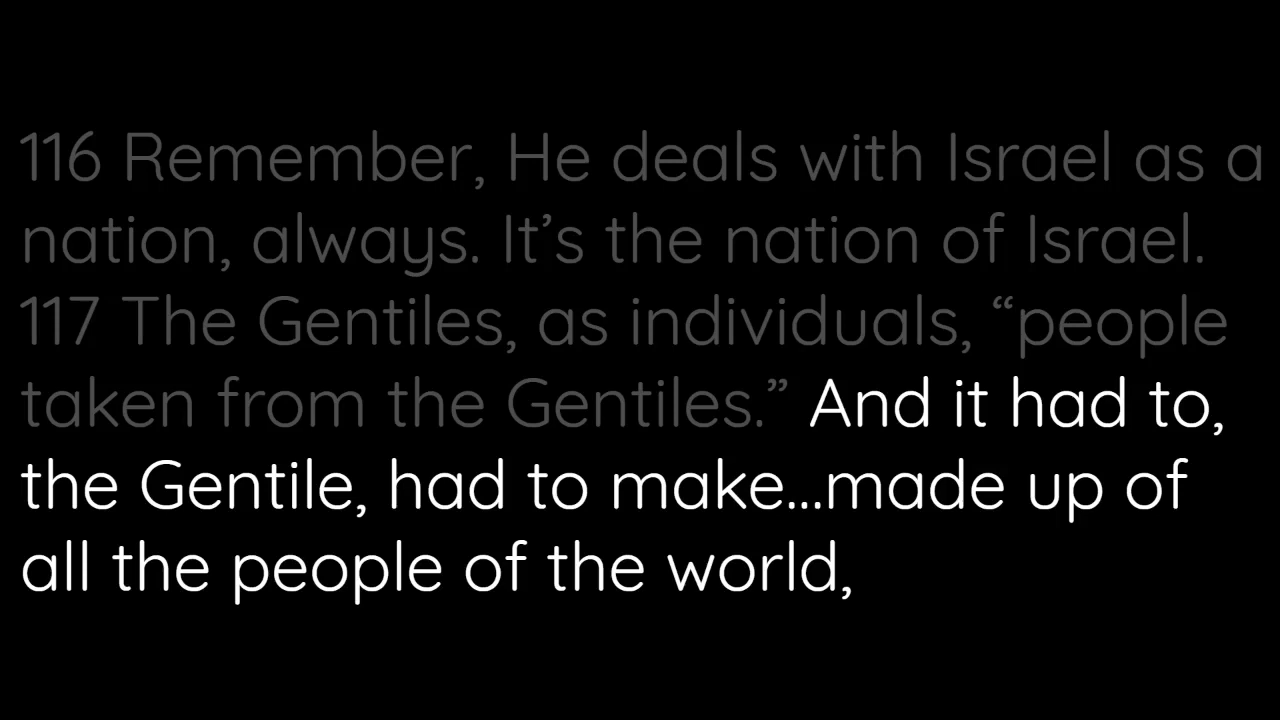 116 Remember, He deals with Israel as a
nation, always. It’s the nation of Israel.
117 The Gentiles, as individuals, “people
taken from the Gentiles.” And it had to,
the Gentile, had to make...made up of
all the people of the world,